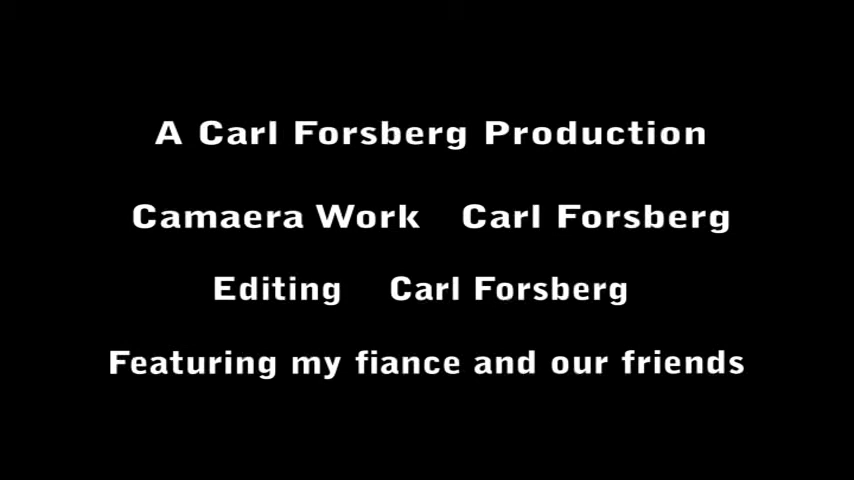 A Carl Forsberg Production
Camaera Work Carl Forsberg
Editing Carl Forsberg
Featuring my fiance and our friends